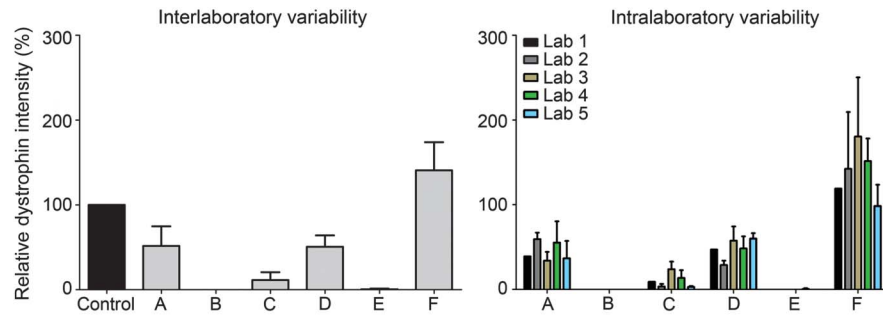 Interlaboratory variability
Relative dystrophin intensity (%)
300
200
100
0
Control A B C D E F
Intralaboratory variability
300
200
100
0
Lab 1
Lab 2
Lab 3
Lab 4
Lab 5
A B C D E F